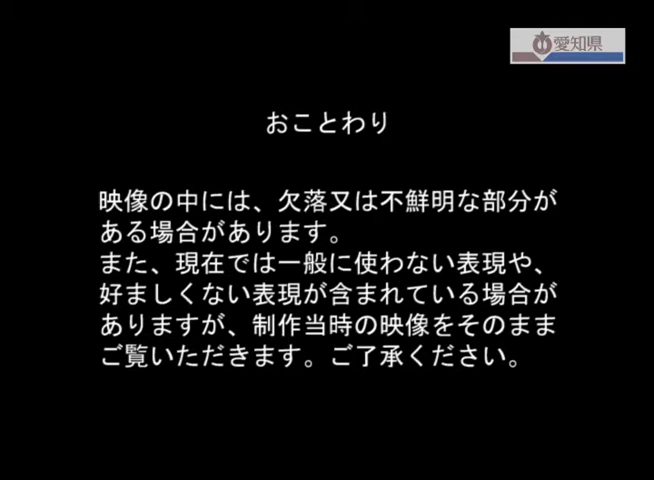 愛知県
おことわり
映像の中には、欠落又は不鮮明な部分が
ある場合があります。
また、現在では一般に使わない表現や、
好ましくない表現が含まれている場合が
ありますが、制作当時の映像をそのまま
ご覧いただきます。ご了承ください。